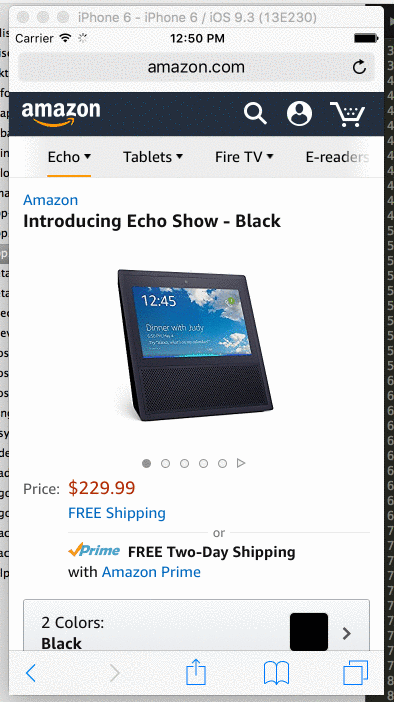 iPhone 6 - iPhone 6 / iOS 9.3 (13E230)
Carrier 12:50 PM
amazon.com
amazon
Echo Tablets Fire TV E-readers
Amazon
Introducing Echo Show - Black
12:45
Dinner with Judy
Price: $229.99
FREE Shipping
or
Prime FREE Two-Day Shipping
with Amazon Prime
2 Colors:
Black